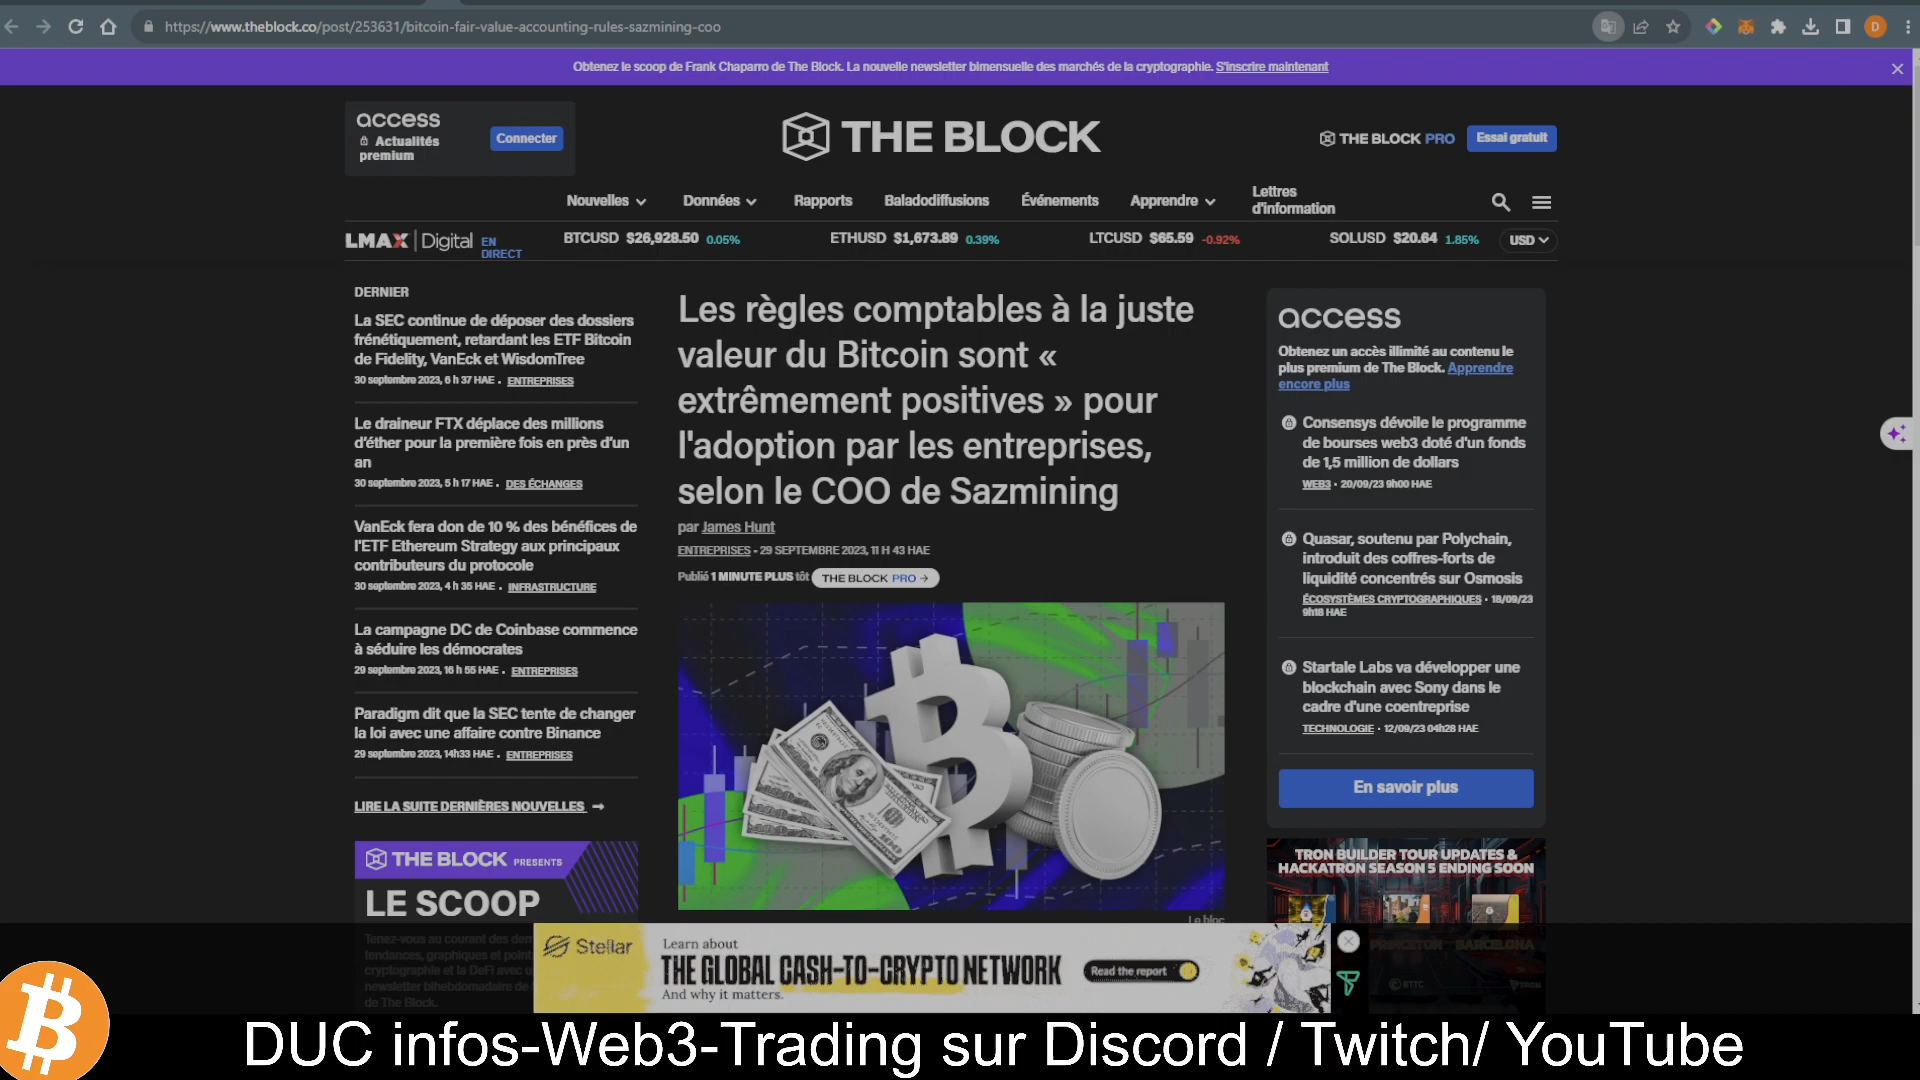 https://www.theblock.co/post/253631/bitcoin-fair-value-accounting-rules-sazmining-coo
D
Obtenez le scoop de Frank Chaparro de The Block. La nouvelle newsletter bimensuelle des marchés de la cryptographie. S'inscrire maintenant
access
Actualités
premium
Connecter
THE BLOCK
THE BLOCK PRO
Essai gratuit
Nouvelles
Données
Rapports
Baladodiffusions
Événements
Apprendre
Lettres
d'information
LMAX Digital
EN
DIRECT
BTCUSD $26,928.50 0.05%
ETHUSD $1,673.89 0.39%
LTCUSD $65.59 -0.92%
SOLUSD $20.64 1.85%
USD
DERNIER
La SEC continue de déposer des dossiers
frénétiquement, retardant les ETF Bitcoin
de Fidelity, VanEck et WisdomTree
30 septembre 2023, 6 h 37 HAE • ENTREPRISES
Le draineur FTX déplace des millions
d'éther pour la première fois en près d'un
an
30 septembre 2023, 5 h 17 HAE • DES ÉCHANGES
VanEck fera don de 10 % des bénéfices de
l'ETF Ethereum Strategy aux principaux
contributeurs du protocole
30 septembre 2023, 4 h 35 HAE • INFRASTRUCTURE
La campagne DC de Coinbase commence
à séduire les démocrates
29 septembre 2023, 16 h 55 HAE • ENTREPRISES
Paradigm dit que la SEC tente de changer
la loi avec une affaire contre Binance
29 septembre 2023, 14h33 HAE • ENTREPRISES
LIRE LA SUITE DERNIÈRES NOUVELLES →
THE BLOCK PRESENTS
LE SCOOP
Tenez-vous au courant des der
tendances, graphiques et point
cryptographie et la DeFi avec u
newsletter bihebdomadaire de
de The Block.
Les règles comptables à la juste
valeur du Bitcoin sont «
extrêmement positives » pour
l'adoption par les entreprises,
selon le COO de Sazmining
par James Hunt
ENTREPRISES • 29 SEPTEMBRE 2023, 11 H 43 HAE
Publié 1 MINUTE PLUS tôt THE BLOCK PRO →
100
Le bloc
access
Obtenez un accès illimité au contenu le
plus premium de The Block. Apprendre
encore plus
Consensys dévoile le programme
de bourses web3 doté d'un fonds
de 1,5 million de dollars
WEB3 • 20/09/23 9h00 HAE
Quasar, soutenu par Polychain,
introduit des coffres-forts de
liquidité concentrés sur Osmosis
ÉCOSYSTÈMES CRYPTOGRAPHIQUES • 18/09/23
9h18 HAE
Startale Labs va développer une
blockchain avec Sony dans le
cadre d'une coentreprise
TECHNOLOGIE • 12/09/23 04h28 HAE
En savoir plus
TRON BUILDER TOUR UPDATES &
HACKATRON SEASON 5 ENDING SOON
PRINCETON BARCELONA
BTTC TRON
Stellar
Learn about
THE GLOBAL CASH-TO-CRYPTO NETWORK
And why it matters.
Read the report
DUC infos-Web3-Trading sur Discord / Twitch/ YouTube